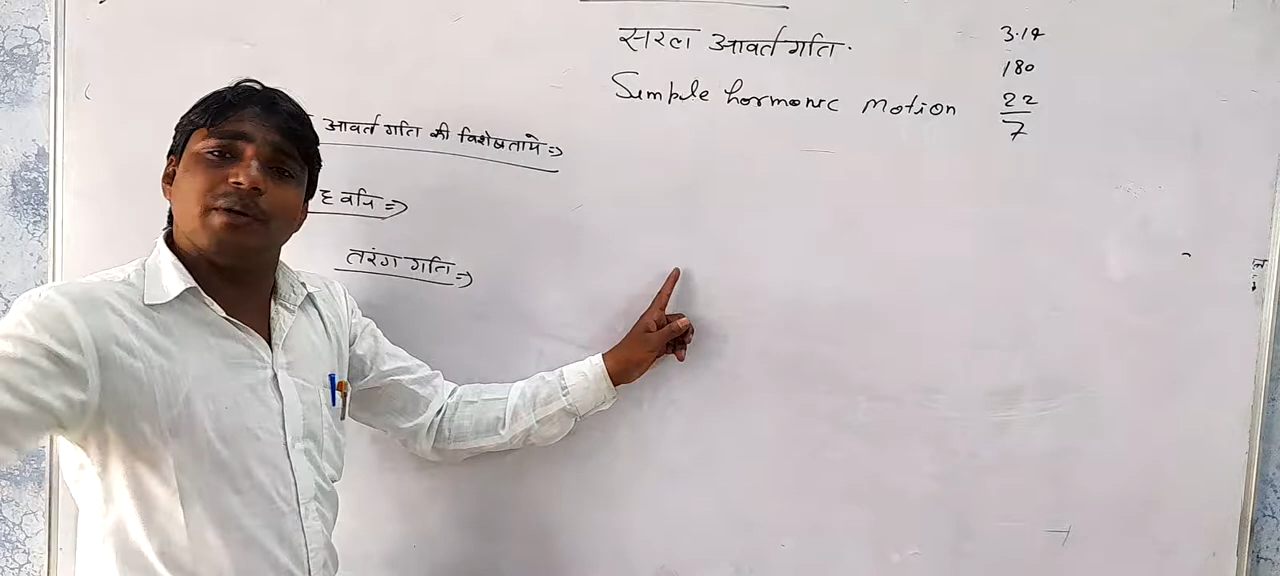 सरल आवर्त गति.
Simple hormonic Motion
3.14
180
22
7
आवर्त गति की विशेषतायें =>
तरंग गति =>